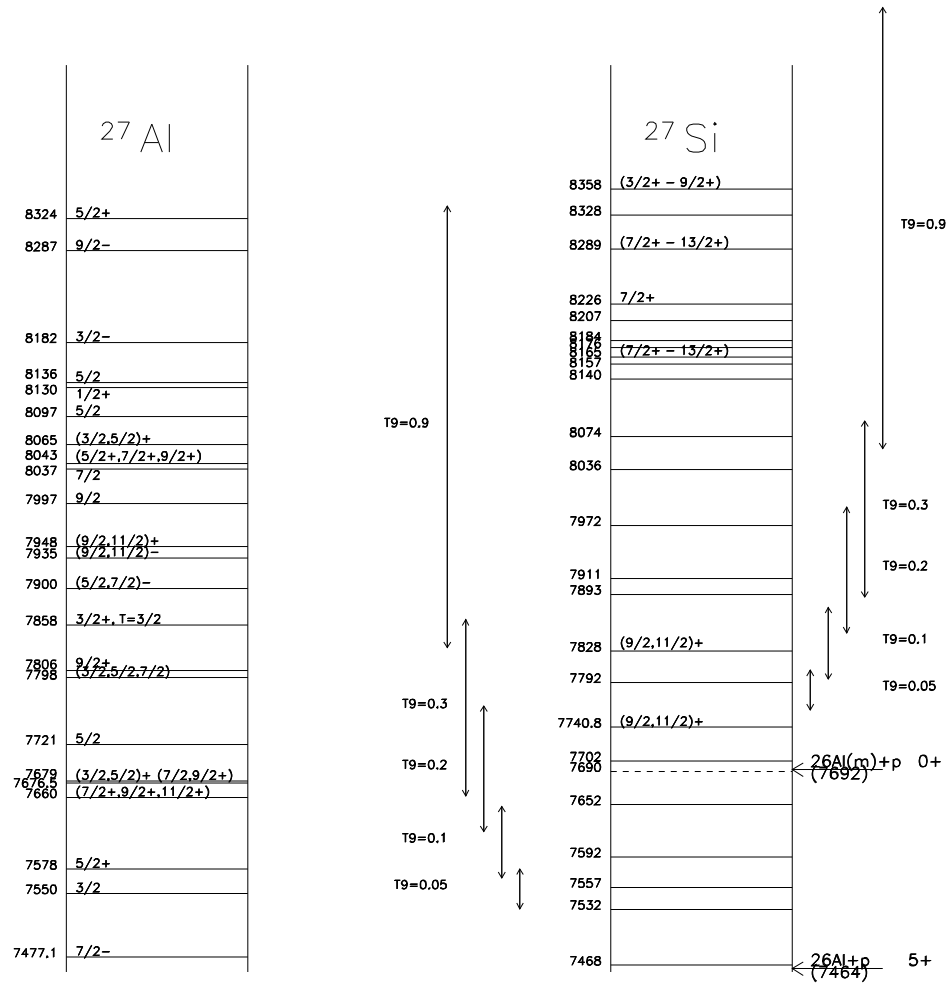 27 Al
8324 5/2+
8287 9/2−
8182 3/2−
8136 5/2
8130 1/2+
8097 5/2
8065 (3/2,5/2)+
8043 (5/2+,7/2+,9/2+)
8037 7/2
7997 9/2
7948 (9/2,11/2)+
7935 (9/2,11/2)−
7900 (5/2,7/2)−
7858 3/2+, T=3/2
7806 9/2+
7798 (3/2,5/2,7/2)
7721 5/2
7679 (3/2,5/2)+ (7/2,9/2+)
7676.5
7660 (7/2+,9/2+,11/2+)
7578 5/2+
7550 3/2
7477.1 7/2−
T9=0.9
T9=0.3
T9=0.2
T9=0.1
T9=0.05
27 Si
8358 (3/2+ − 9/2+)
8328
8289 (7/2+ − 13/2+)
8226 7/2+
8207
8184
8176
8165 (7/2+ − 13/2+)
8157
8140
8074
8036
7972
7911
7893
7828 (9/2,11/2)+
7792
7740.8 (9/2,11/2)+
7702
7690
7652
7592
7557
7532
7468
T9=0.9
T9=0.3
T9=0.2
T9=0.1
T9=0.05
26Al(m)+p 0+
(7692)
26Al+p 5+
(7464)